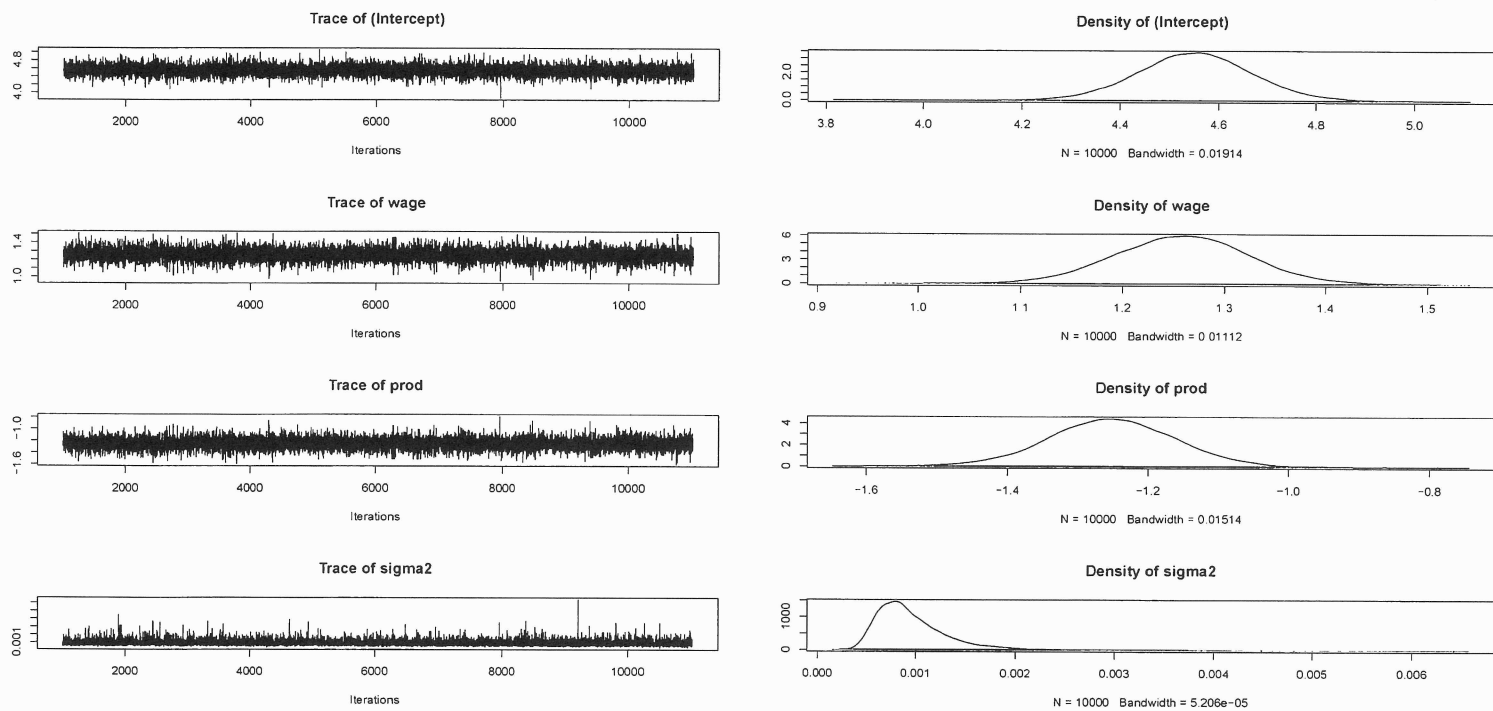 Trace of (Intercept)
4.0 4.8
2000 4000 6000 8000 10000
Iterations
Density of (Intercept)
0.0 2.0
3.8 4.0 4.2 4.4 4.6 4.8 5.0
N = 10000 Bandwidth = 0.01914
Trace of wage
1.0 1.4
2000 4000 6000 8000 10000
Iterations
Density of wage
0 3 6
0.9 1.0 1.1 1.2 1.3 1.4 1.5
N = 10000 Bandwidth = 0.01112
Trace of prod
-1.6 -1.0
2000 4000 6000 8000 10000
Iterations
Density of prod
0 2 4
-1.6 -1.4 -1.2 -1.0 -0.8
N = 10000 Bandwidth = 0.01514
Trace of sigma2
0.001
2000 4000 6000 8000 10000
Iterations
Density of sigma2
0 1000
0.000 0.001 0.002 0.003 0.004 0.005 0.006
N = 10000 Bandwidth = 5.206e-05